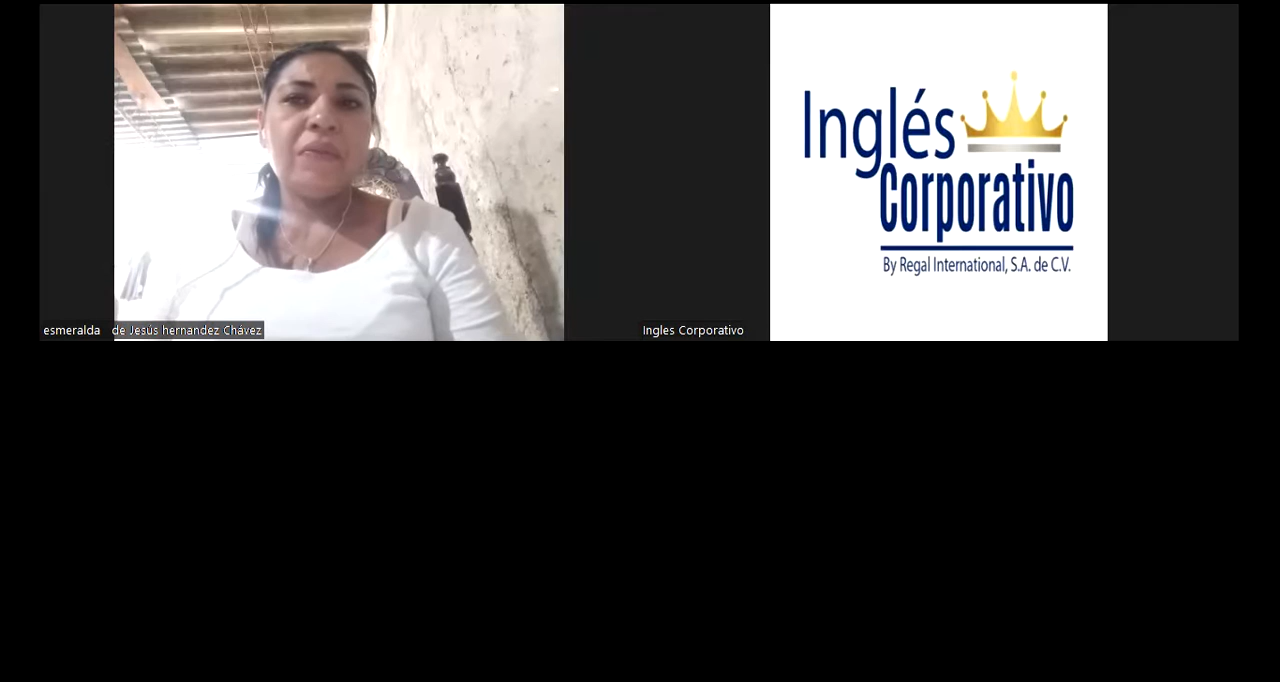 Inglés
Corporativo
By Regal International, S.A. de C.V.
esmeralda de Jesús hernandez Chávez
Ingles Corporativo